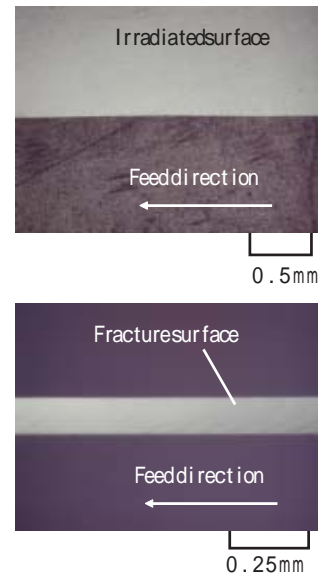 Irradiatedsurface
Feeddirection
0.5mm
Fracturesurface
Feeddirection
0.25mm